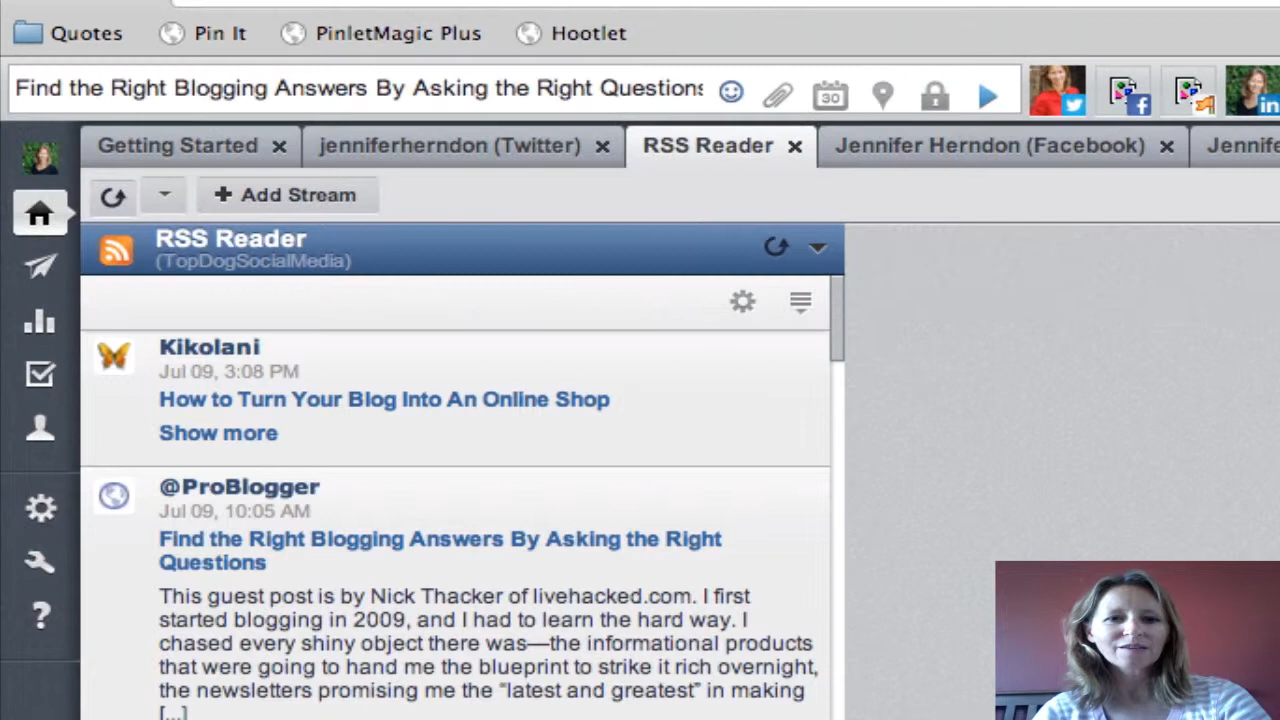 Quotes Pin It PinletMagic Plus Hootlet
Find the Right Blogging Answers By Asking the Right Questions
30
Getting Started jenniferherndon (Twitter) RSS Reader Jennifer Herndon (Facebook) Jennife
Add Stream
RSS Reader
(TopDogSocialMedia)
Kikolani
Jul 09, 3:08 PM
How to Turn Your Blog Into An Online Shop
Show more
@ProBlogger
Jul 09, 10:05 AM
Find the Right Blogging Answers By Asking the Right
Questions
This guest post is by Nick Thacker of livehacked.com. I first
started blogging in 2009, and I had to learn the hard way. I
chased every shiny object there was—the informational products
that were going to hand me the blueprint to strike it rich overnight,
the newsletters promising me the “latest and greatest” in making
[...]